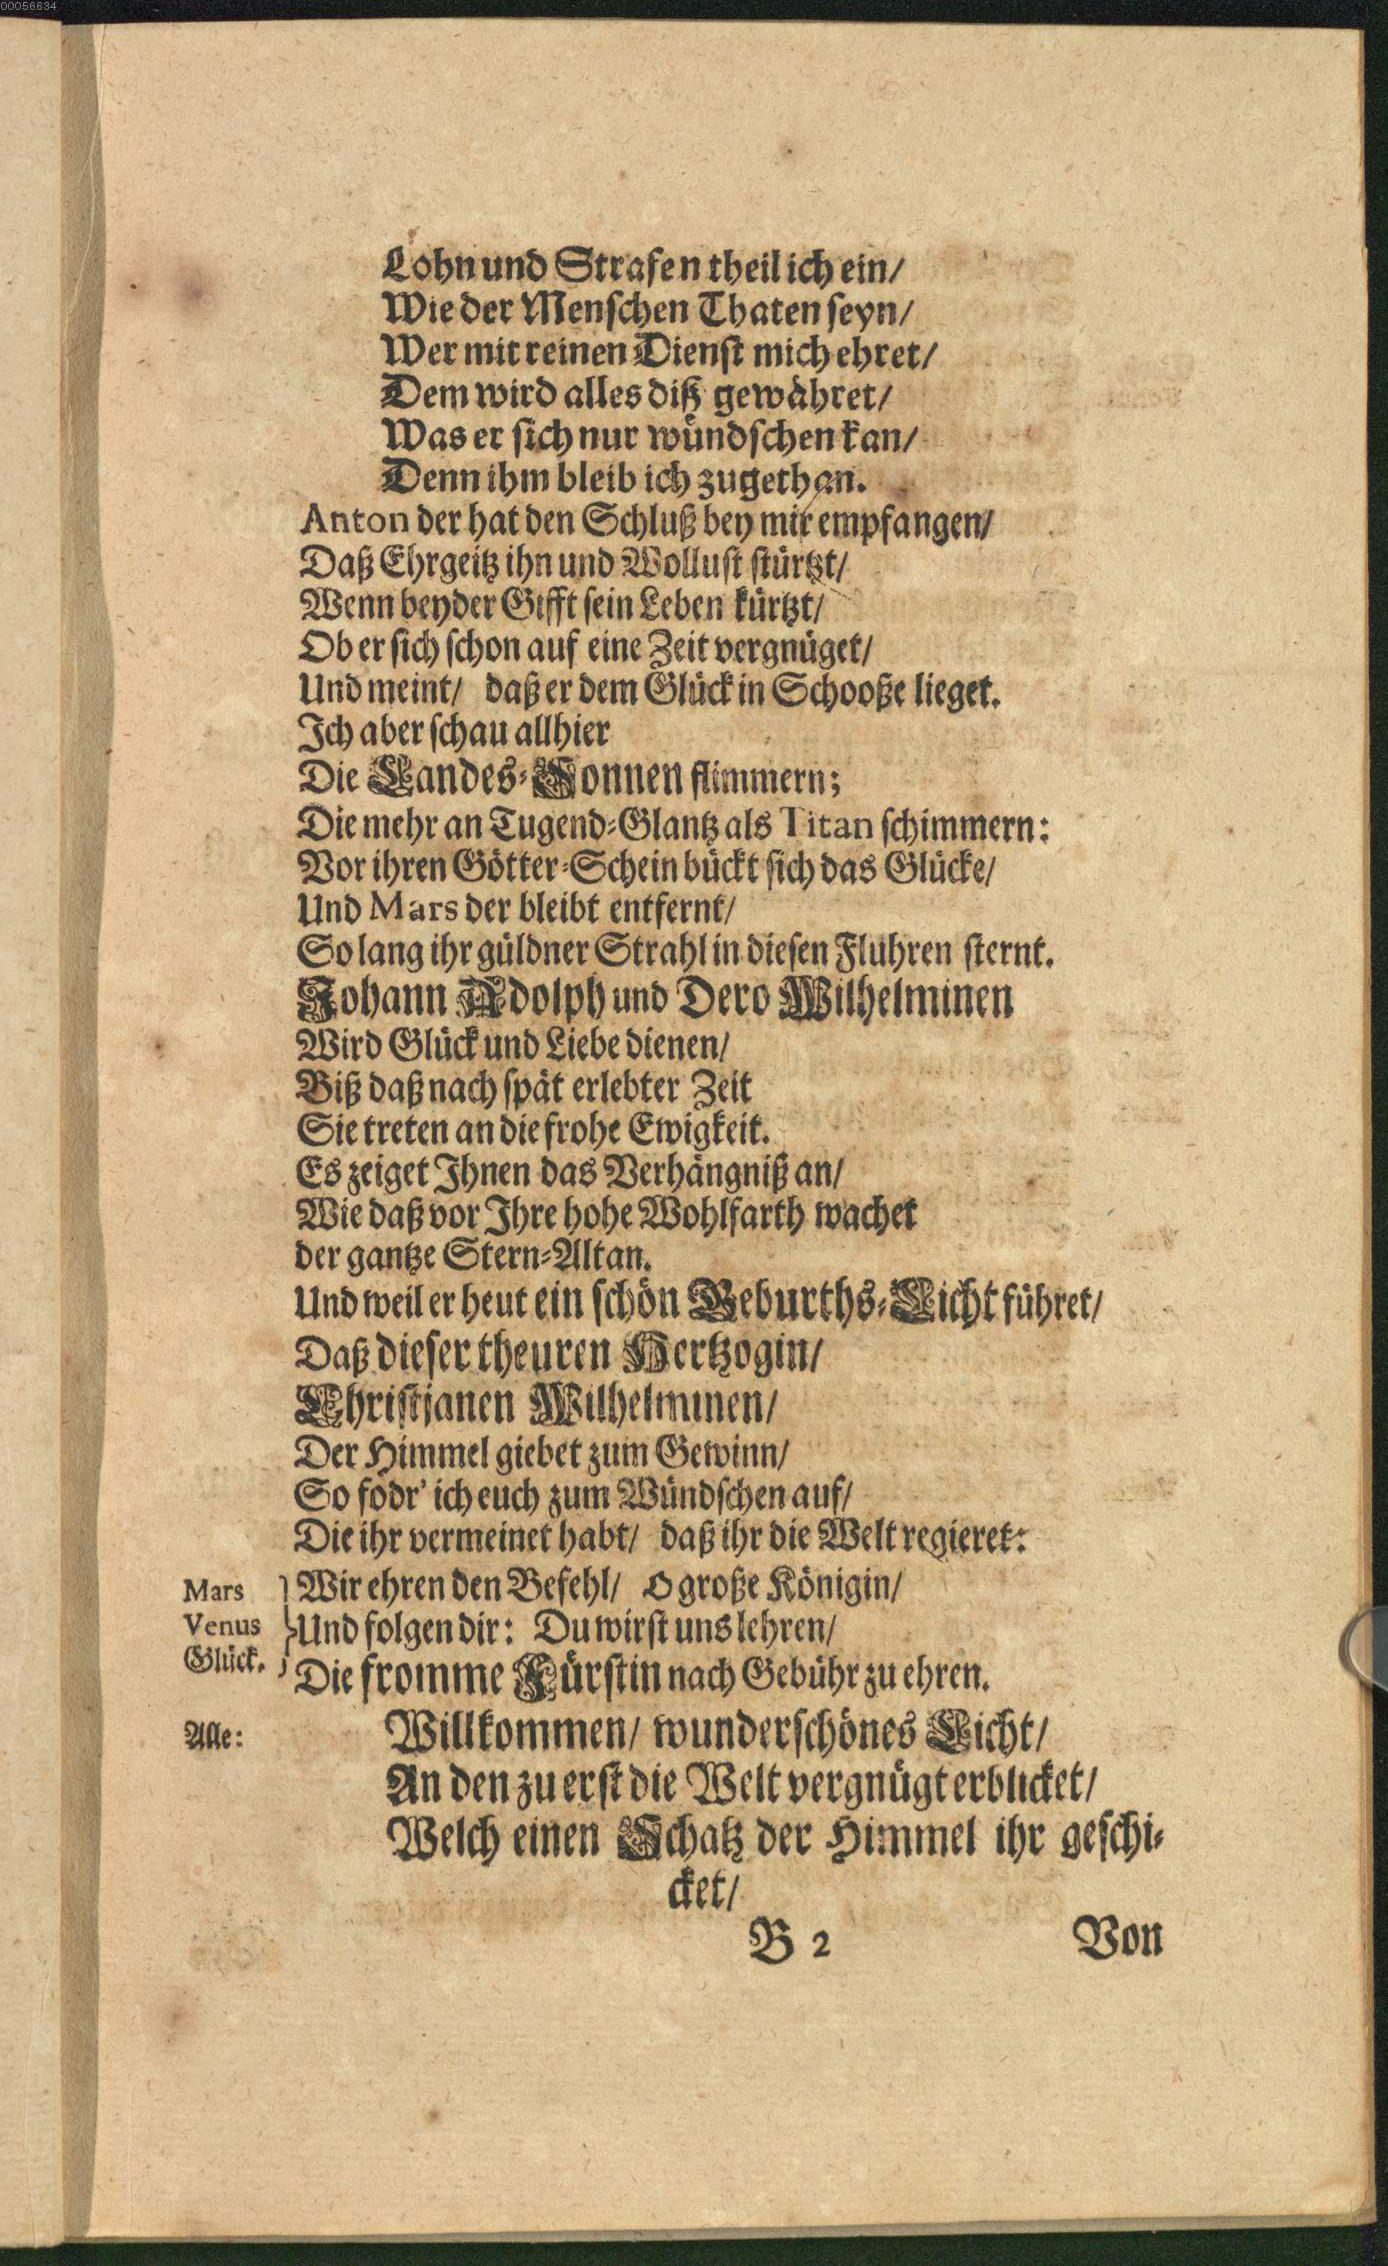 00056634
Lohn und Strafen theil ich ein/
Wie der Menschen Thaten seyn/
Wer mit reinen Dienst mich ehret/
Dem wird alles diß gewähret/
Was er sich nur wündschen kan/
Denn ihm bleib ich zugethan.
Anton der hat den Schluß bey mir empfangen/
Daß Ehrgeitz ihn und Wollust stürtzt/
Wenn beyder Gifft sein Leben kürtzt/
Ob er sich schon auf eine Zeit vergnüget/
Und meint/ daß er dem Glück in Schooße lieget.
Ich aber schau allhier
Die Landes-Sonnen flimmern;
Die mehr an Tugend-Glantz als Titan schimmern:
Vor ihren Götter-Schein bückt sich das Glücke/
Und Mars der bleibt entfernt/
So lang ihr güldner Strahl in diesen Fluhren sternt.
Johann Adolph und Dero Wilhelminen
Wird Glück und Liebe dienen/
Biß daß nach spät erlebter Zeit
Sie treten an die frohe Ewigkeit.
Es zeiget Ihnen das Verhängniß an/
Wie daß vor Ihre hohe Wohlfarth wachet
der gantze Stern-Altan.
Und weil er heut ein schön Geburths-Licht führet/
Daß dieser theuren Hertzogin/
Christianen Wilhelminen/
Der Himmel giebet zum Gewinn/
So fodr' ich euch zum Wündschen auf/
Die ihr vermeinet habt/ daß ihr die Welt regieret:
Mars Wir ehren den Befehl/ O große Königin/
Venus Und folgen dir: Du wirst uns lehren/
Glück. Die fromme Fürstin nach Gebühr zu ehren.
Alle: Willkommen/ wunderschönes Licht/
An den zu erst die Welt vergnügt erblicket/
Welch einen Schatz der Himmel ihr geschi-
cket/
B 2 Von